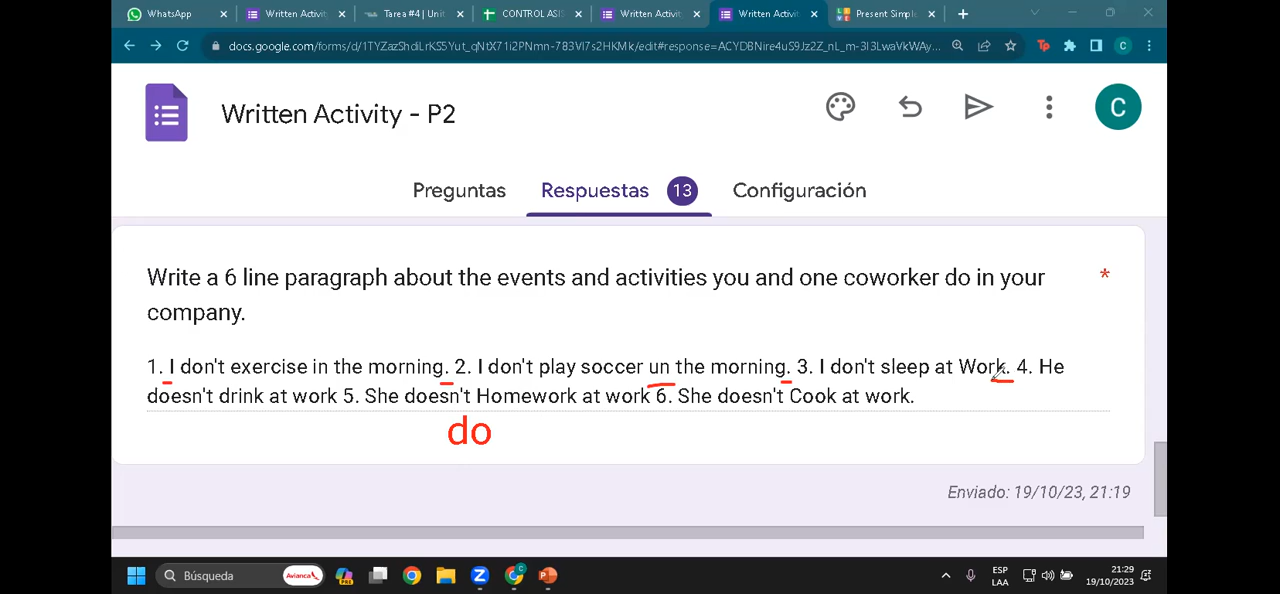 WhatsApp
Written Activit
Tarea #4 | Unit
CONTROL ASIS
Written Activit
Written Activit
Present Simple
docs.google.com/forms/d/1TYZazShdiLrKS5Yut_qNtX71i2PNmn-783Vl7s2HKMk/edit#response=ACYDBNire4uS9Jz2Z_nL_m-3I3LwaVkWAy...
C
Written Activity - P2
C
Preguntas
Respuestas 13
Configuración
Write a 6 line paragraph about the events and activities you and one coworker do in your *
company.
1. I don't exercise in the morning. 2. I don't play soccer un the morning. 3. I don't sleep at Work. 4. He
doesn't drink at work 5. She doesn't Homework at work 6. She doesn't Cook at work.
do
Enviado: 19/10/23, 21:19
Búsqueda
Avianca
PRE
ESP
LAA
21:29
19/10/2023